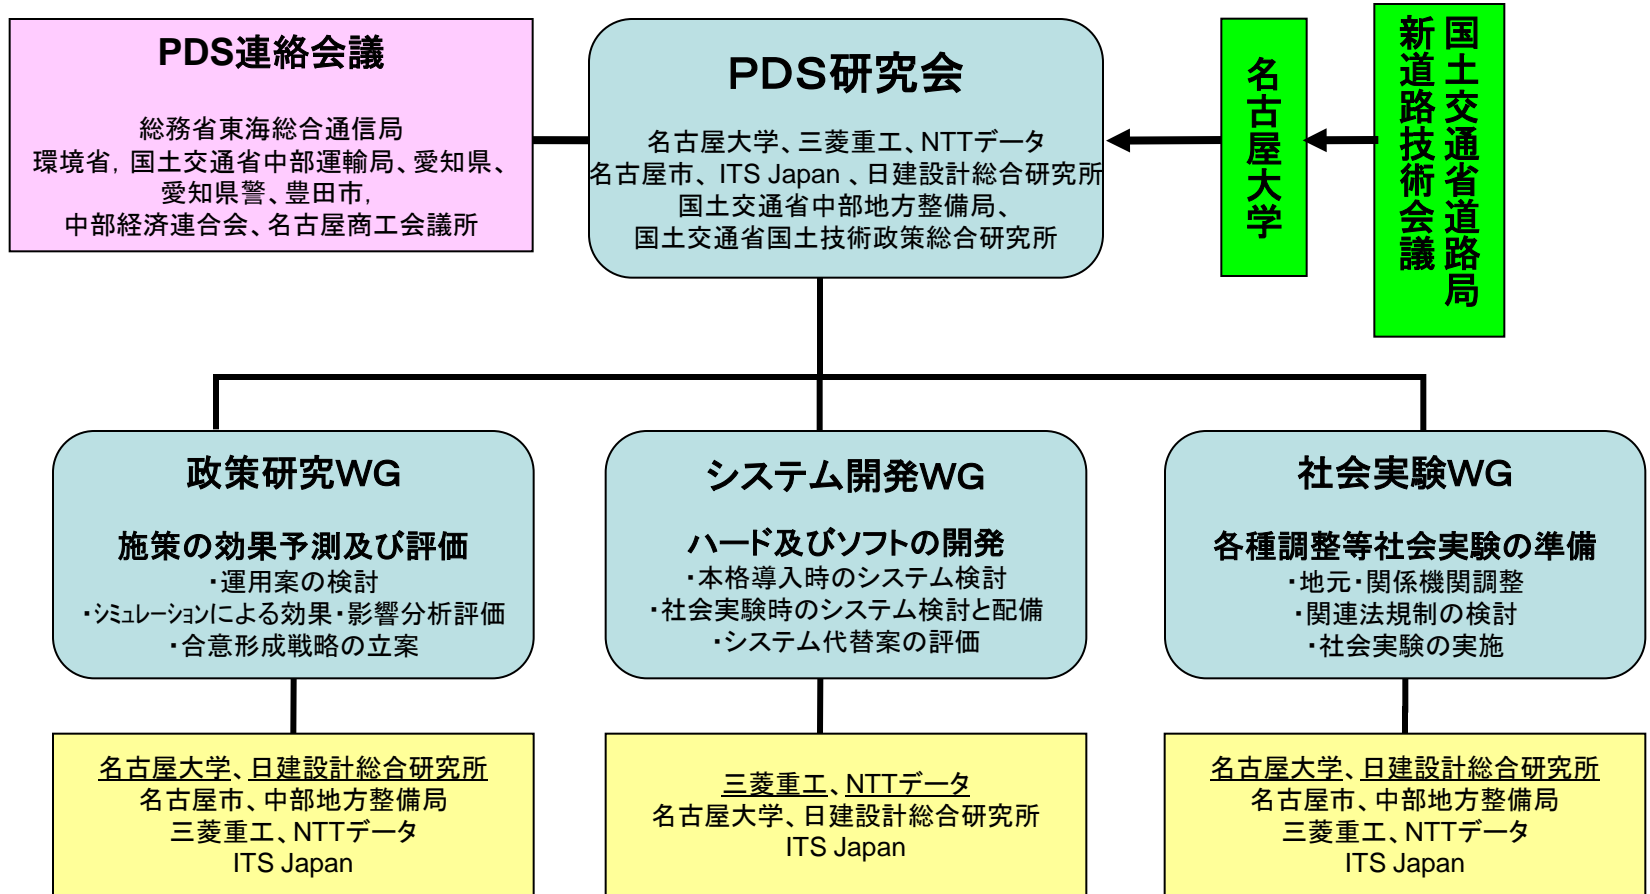 PDS連絡会議
総務省東海総合通信局
環境省, 国土交通省中部運輸局、愛知県、
愛知県警、豊田市,
中部経済連合会、名古屋商工会議所
PDS研究会
名古屋大学、三菱重工、NTTデータ
名古屋市、ITS Japan 、日建設計総合研究所
国土交通省中部地方整備局、
国土交通省国土技術政策総合研究所
名古屋大学
国土交通省道路局
新道路技術会議
政策研究WG
施策の効果予測及び評価
・運用案の検討
・ｼﾐｭﾚｰｼｮﾝによる効果・影響分析評価
・合意形成戦略の立案
システム開発WG
ハード及びソフトの開発
・本格導入時のシステム検討
・社会実験時のシステム検討と配備
・システム代替案の評価
社会実験WG
各種調整等社会実験の準備
・地元・関係機関調整
・関連法規制の検討
・社会実験の実施
名古屋大学、日建設計総合研究所
名古屋市、中部地方整備局
三菱重工、NTTデータ
ITS Japan
三菱重工、NTTデータ
名古屋大学、日建設計総合研究所
ITS Japan
名古屋大学、日建設計総合研究所
名古屋市、中部地方整備局
三菱重工、NTTデータ
ITS Japan